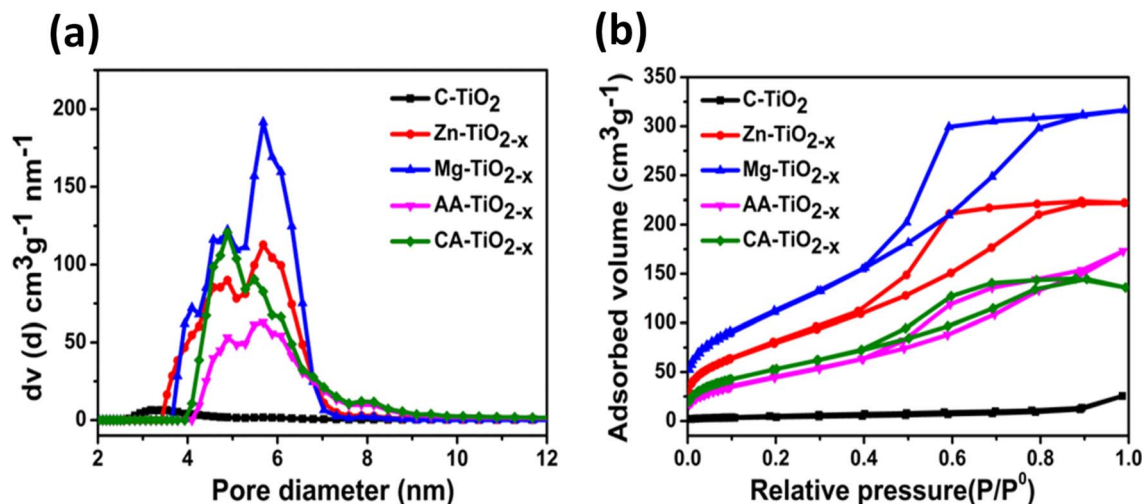 (a)
dv (d) cm³g⁻¹ nm⁻¹
200
150
100
50
0
C-TiO₂
Zn-TiO₂₋ₓ
Mg-TiO₂₋ₓ
AA-TiO₂₋ₓ
CA-TiO₂₋ₓ
2 4 6 8 10 12
Pore diameter (nm)
(b)
Adsorbed volume (cm³g⁻¹)
350
300
250
200
150
100
50
0
C-TiO₂
Zn-TiO₂₋ₓ
Mg-TiO₂₋ₓ
AA-TiO₂₋ₓ
CA-TiO₂₋ₓ
0.0 0.2 0.4 0.6 0.8 1.0
Relative pressure(P/P⁰)